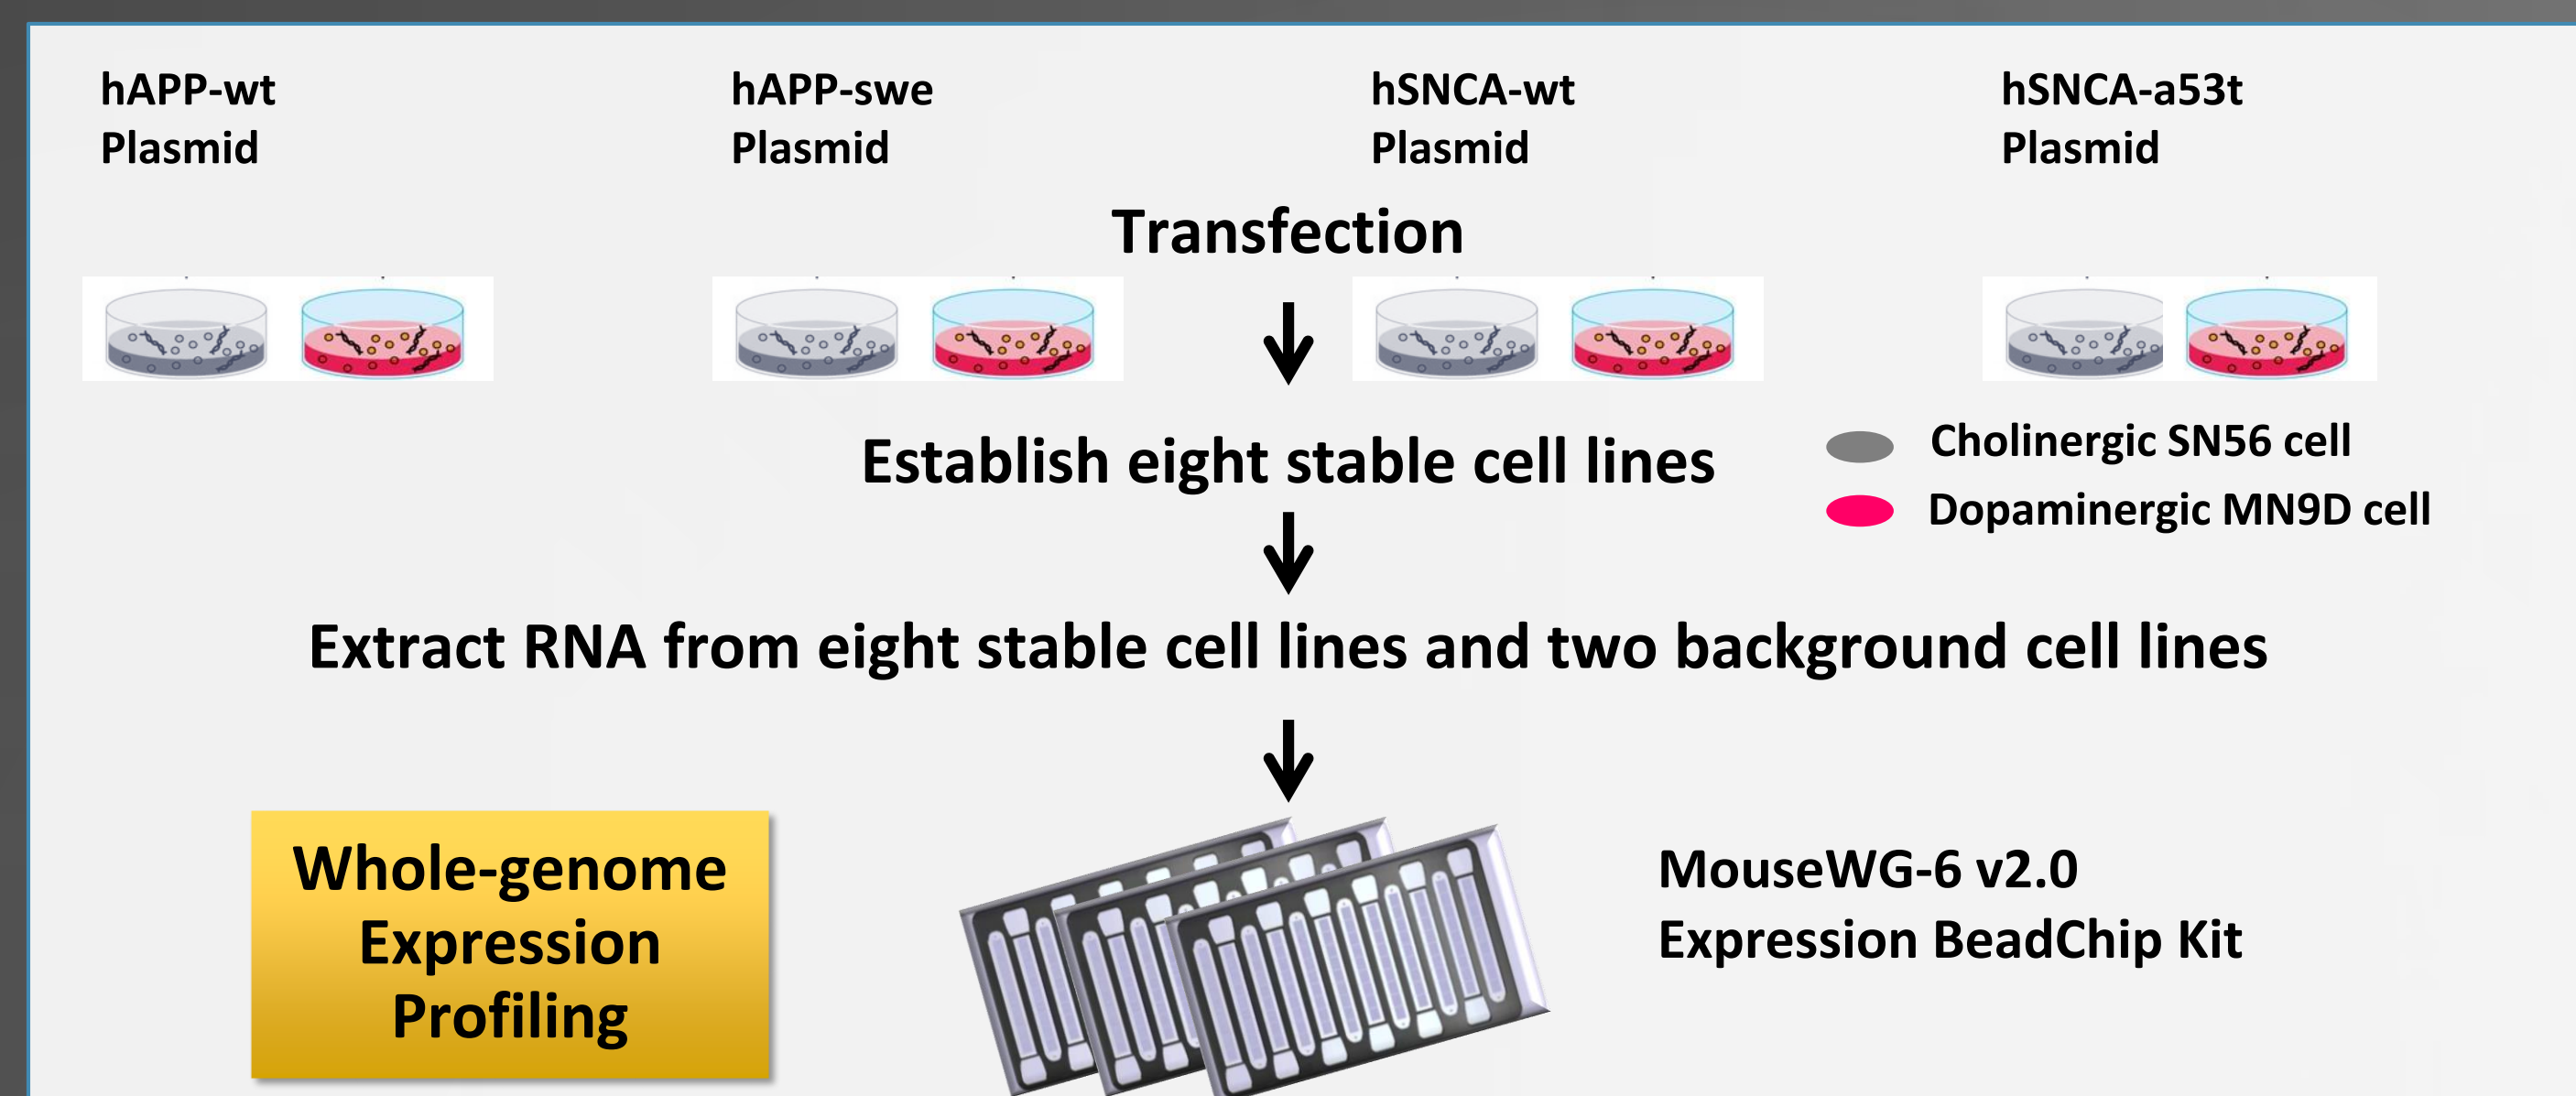 hAPP-wt
Plasmid
hAPP-swe
Plasmid
hSNCA-wt
Plasmid
hSNCA-a53t
Plasmid
Transfection
Establish eight stable cell lines
Cholinergic SN56 cell
Dopaminergic MN9D cell
Extract RNA from eight stable cell lines and two background cell lines
Whole-genome
Expression
Profiling
MouseWG-6 v2.0
Expression BeadChip Kit